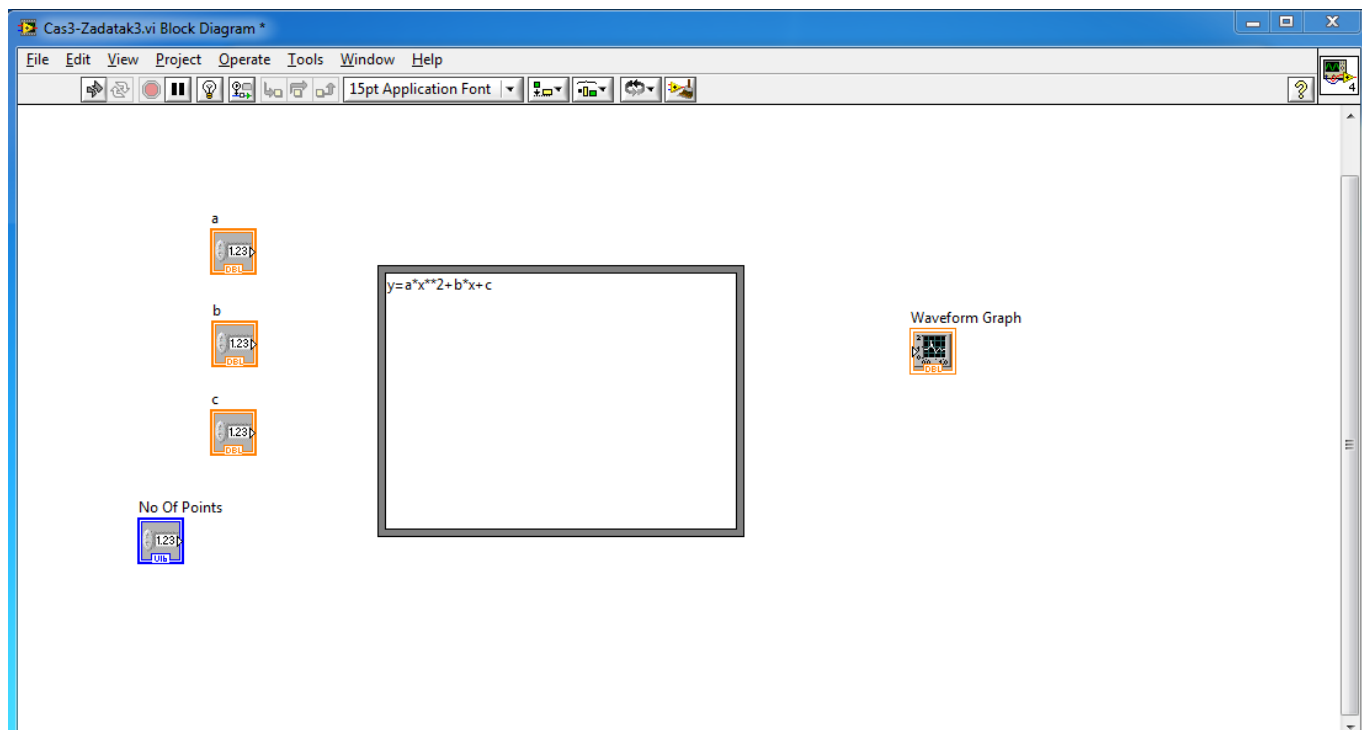 Cas3-Zadatak3.vi Block Diagram *
File Edit View Project Operate Tools Window Help
15pt Application Font
4
a
1.23
DBL
b
1.23
DBL
c
1.23
DBL
No Of Points
1.23
U16
y=a*x**2+b*x+c
Waveform Graph
DBL